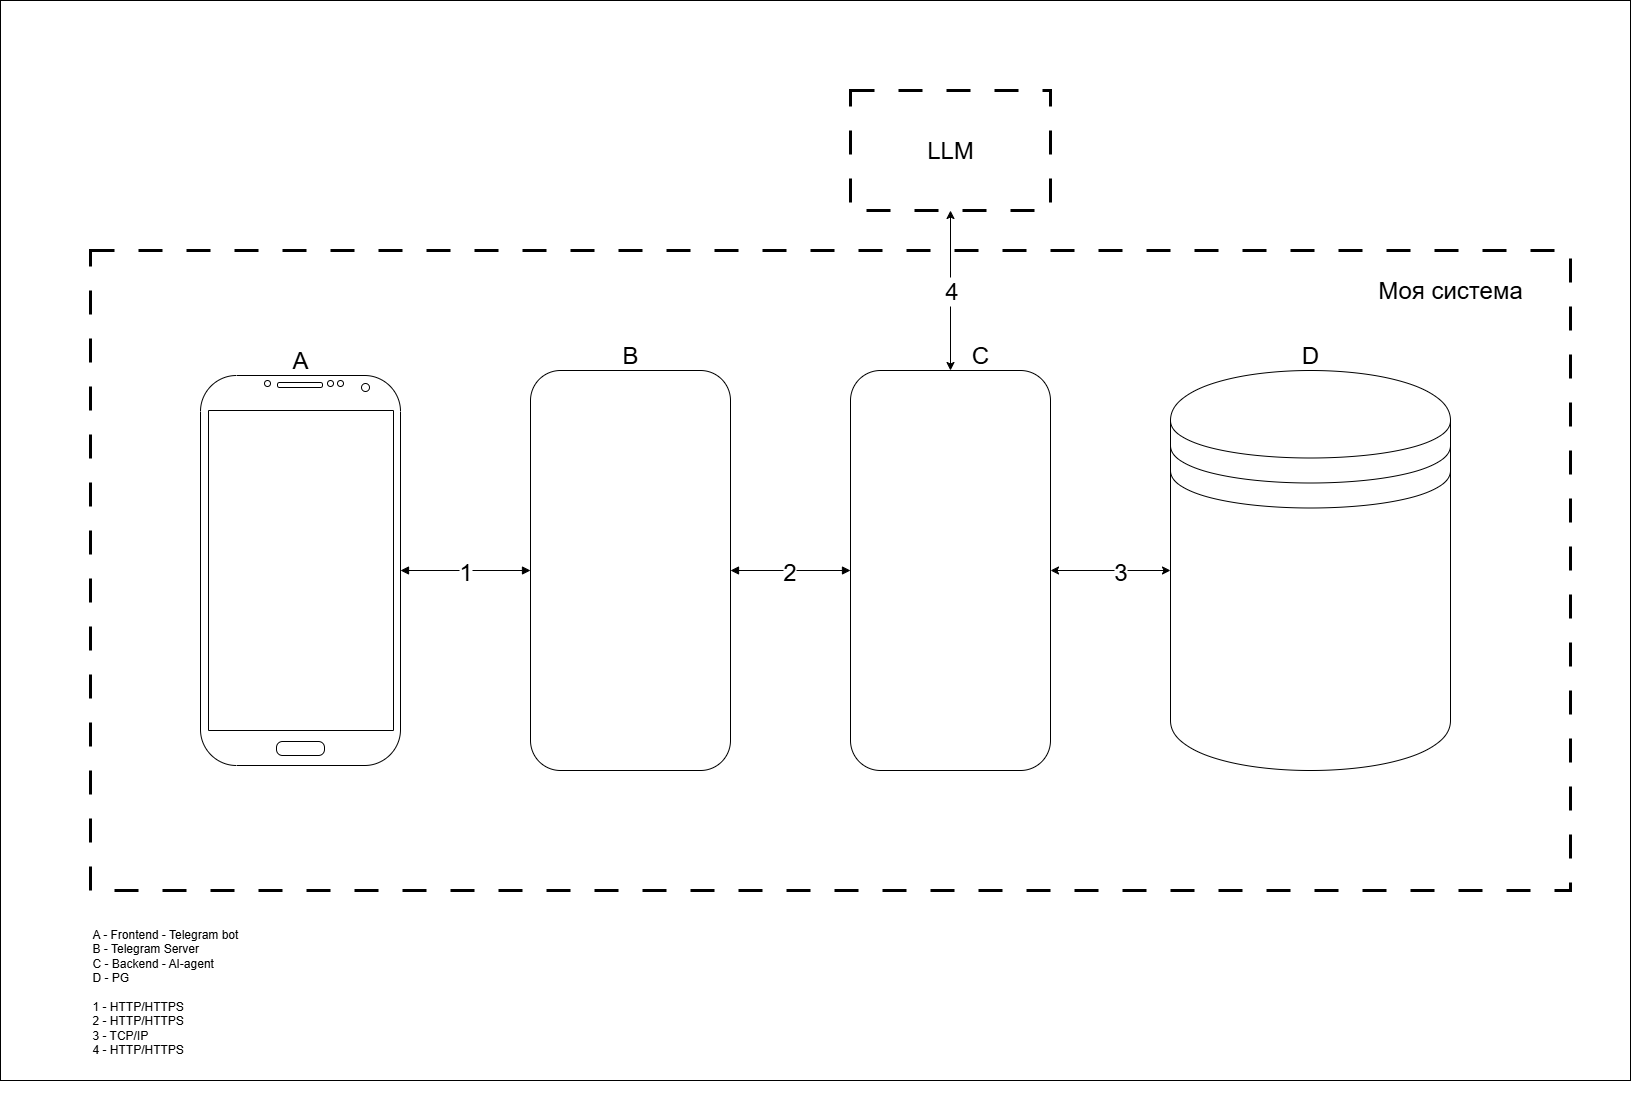 LLM
Моя система
4
A
B
C
D
1
2
3
A - Frontend - Telegram bot
B - Telegram Server
C - Backend - AI-agent
D - PG
1 - HTTP/HTTPS
2 - HTTP/HTTPS
3 - TCP/IP
4 - HTTP/HTTPS